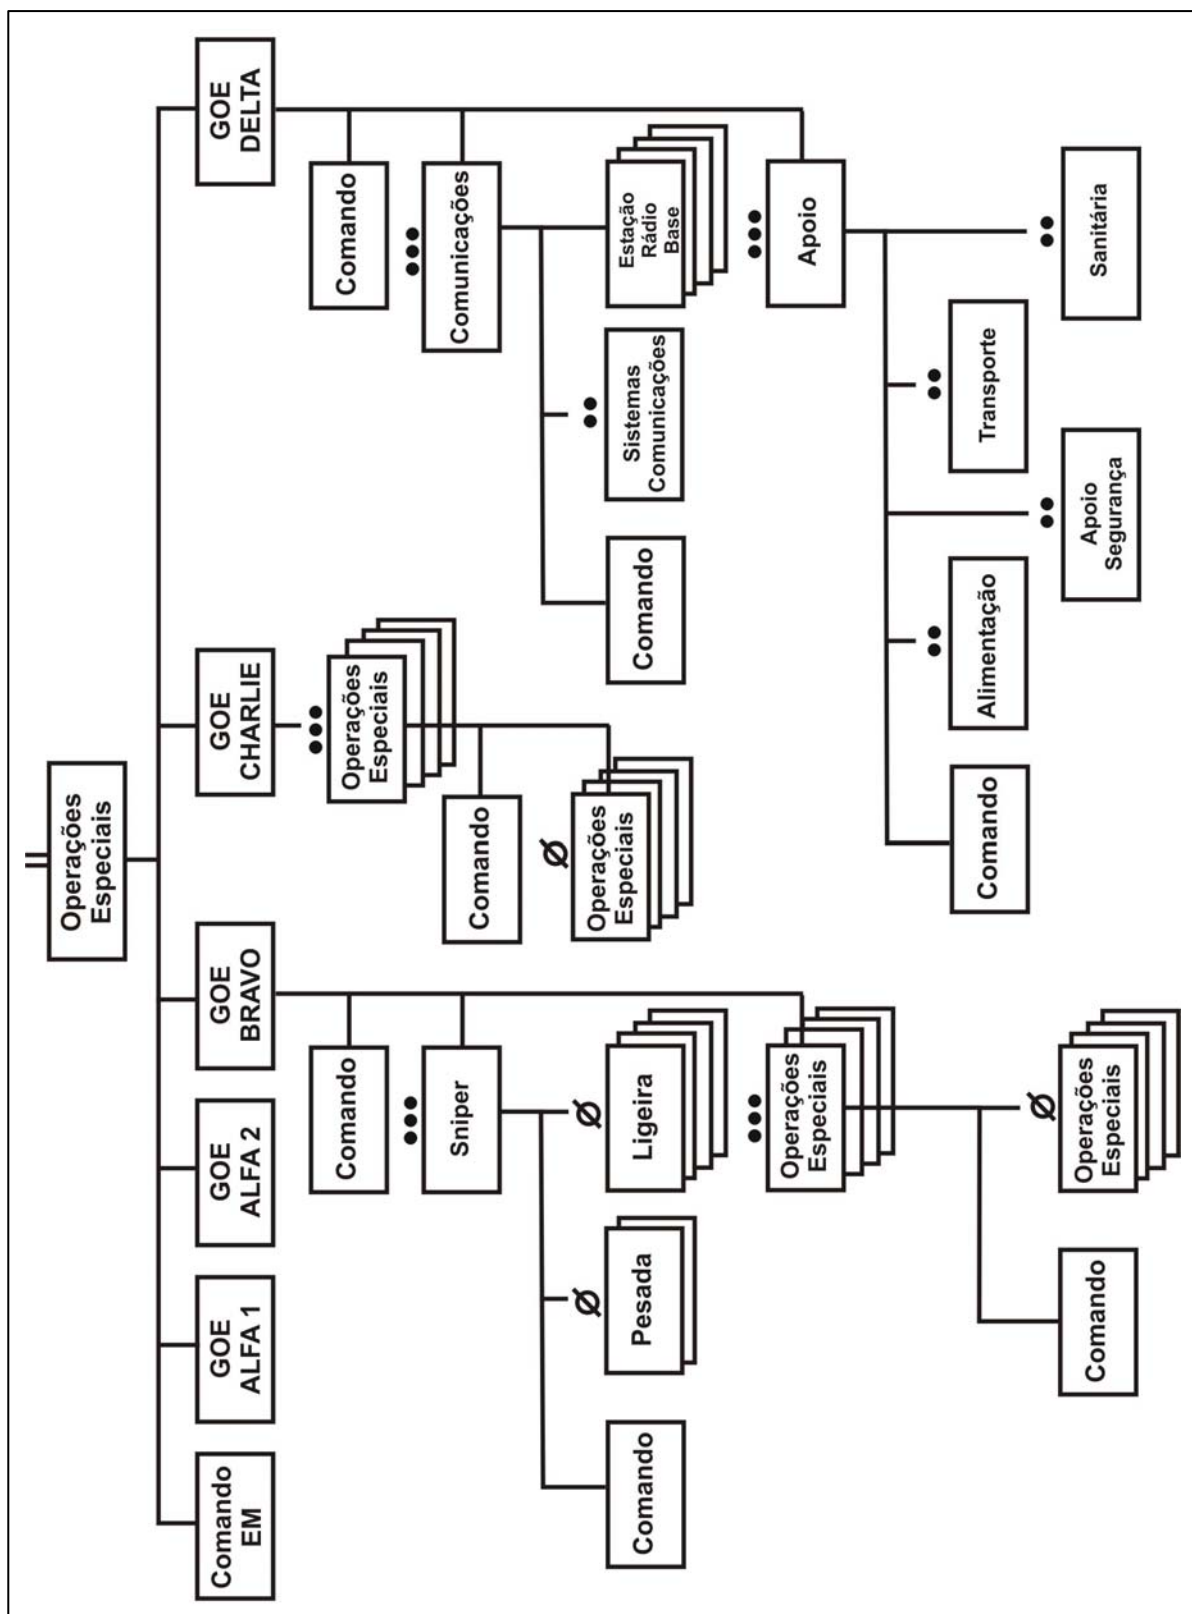 Operações
Especiais
Comando
EM
GOE
ALFA 1
GOE
ALFA 2
GOE
BRAVO
GOE
CHARLIE
GOE
DELTA
Comando
Sniper
Comando
Ø
Pesada
Ø
Ligeira
Operações
Especiais
Comando
Ø
Operações
Especiais
Operações
Especiais
Comando
Ø
Operações
Especiais
Comando
Comunicações
Comando
Sistemas
Comunicações
Estação
Rádio
Base
Apoio
Comando
Alimentação
Apoio
Segurança
Transporte
Sanitária